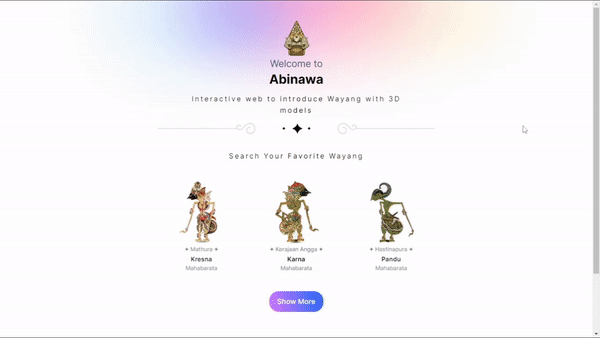 Welcome to
Abinawa
Interactive web to introduce Wayang with 3D
models
Search Your Favorite Wayang
✦ Mathura ✦
Kresna
Mahabarata
✦ Kerajaan Angga ✦
Karna
Mahabarata
✦ Hastinapura ✦
Pandu
Mahabarata
Show More